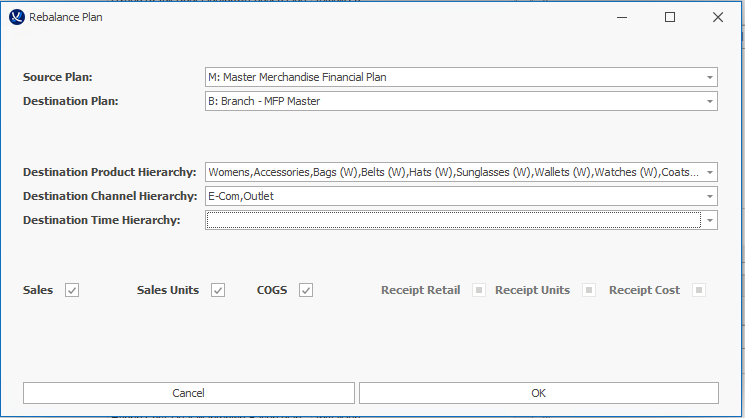 Rebalance Plan
Source Plan: M: Master Merchandise Financial Plan
Destination Plan: B: Branch - MFP Master
Destination Product Hierarchy: Womens,Accessories,Bags (W),Belts (W),Hats (W),Sunglasses (W),Wallets (W),Watches (W),Coats...
Destination Channel Hierarchy: E-Com,Outlet
Destination Time Hierarchy:
Sales Sales Units COGS Receipt Retail Receipt Units Receipt Cost
Cancel OK